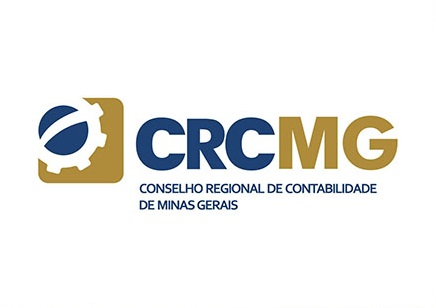 CRCMG
CONSELHO REGIONAL DE CONTABILIDADE
DE MINAS GERAIS